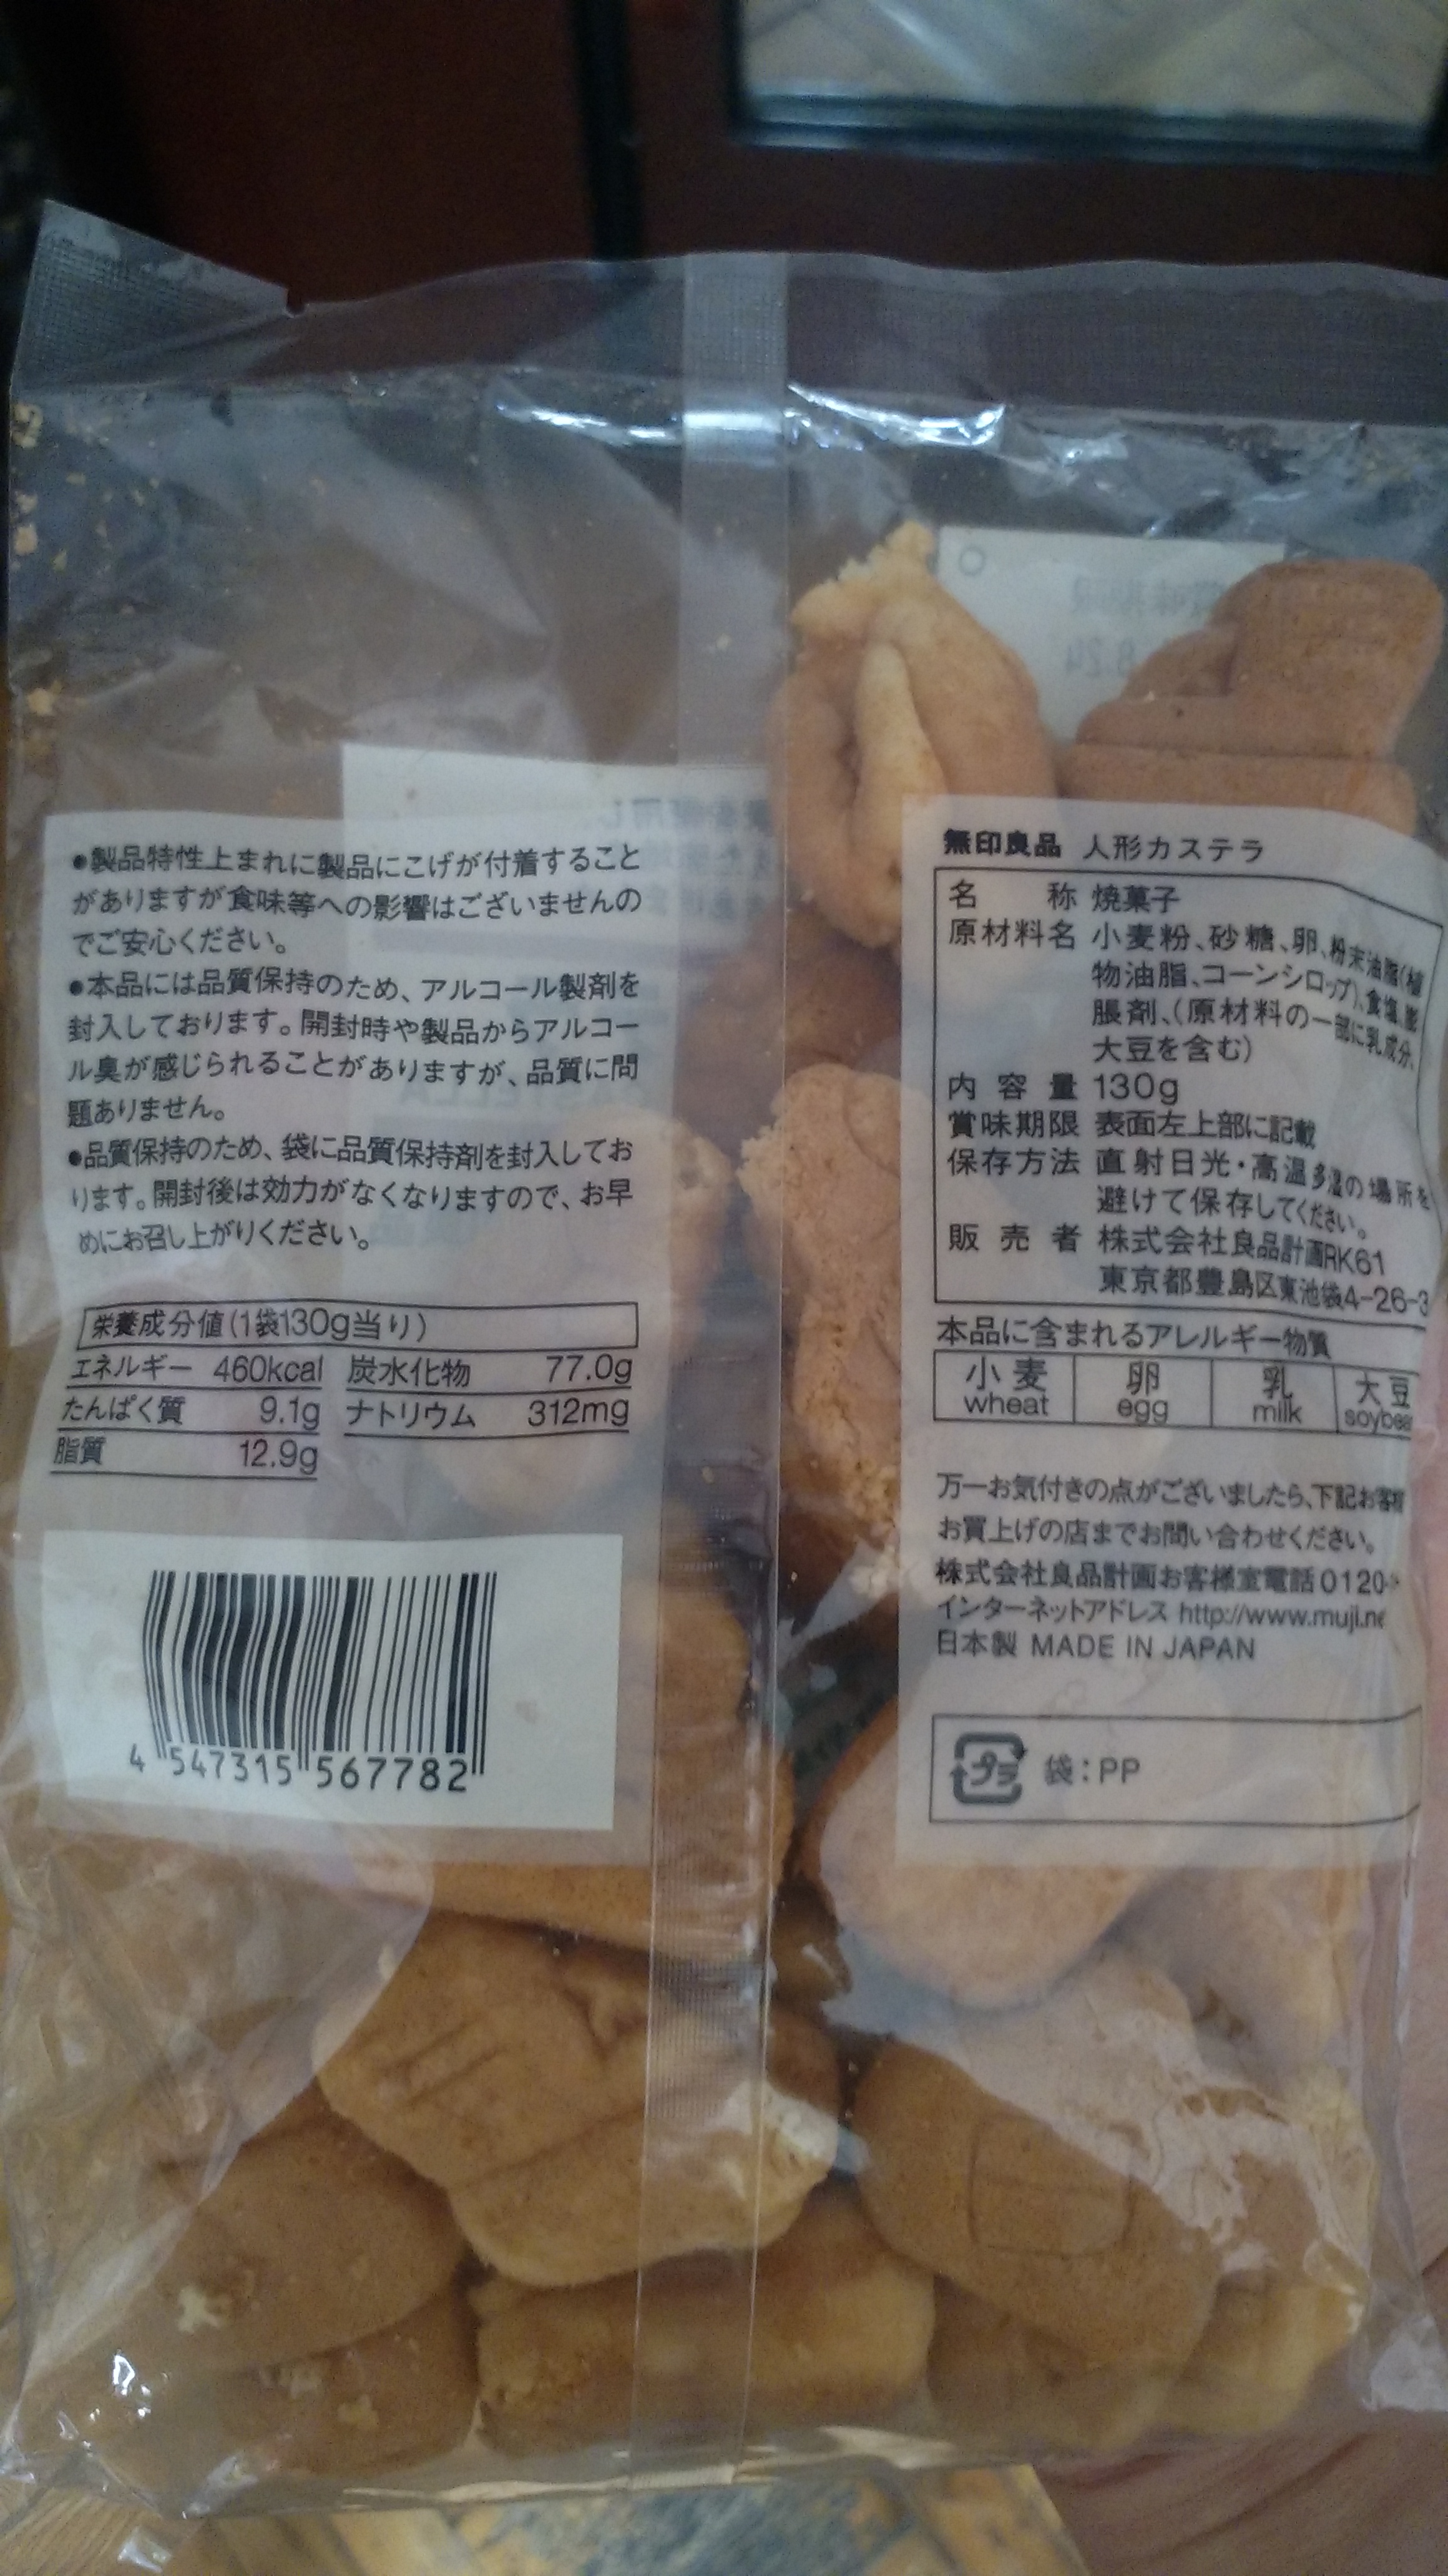 ●製品特性上まれに製品にこげが付着すること
がありますが食味等への影響はございませんの
でご安心ください。
●本品には品質保持のため、アルコール製剤を
封入しております。開封時や製品からアルコー
ル臭が感じられることがありますが、品質に問
題ありません。
●品質保持のため、袋に品質保持剤を封入してお
ります。開封後は効力がなくなりますので、お早
めにお召し上がりください。
栄養成分値(1袋130g当り)
エネルギー 460kcal 炭水化物 77.0g
たんぱく質 9.1g ナトリウム 312mg
脂質 12.9g
4 547315 567782
無印良品 人形カステラ
名 称 焼菓子
原材料名 小麦粉、砂糖、卵、粉末油脂(植
物油脂、コーンシロップ)、食塩、膨
脹剤、(原材料の一部に乳成分、
大豆を含む)
内容量 130g
賞味期限 表面左上部に記載
保存方法 直射日光・高温多湿の場所を
避けて保存してください。
販売者 株式会社良品計画RK61
東京都豊島区東池袋4-26-3
本品に含まれるアレルギー物質
小麦 卵 乳 大豆
wheat egg milk soybea
万一お気付きの点がございましたら、下記お客様
お買上げの店までお問い合わせください。
株式会社良品計画お客様室電話0120-
インターネットアドレス http://www.muji.ne
日本製 MADE IN JAPAN
プラ 袋:PP